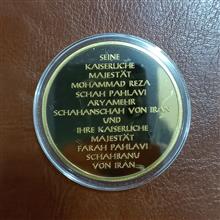 SEINE
KAISERLICHE
MAJESTÄT
MOHAMMAD REZA
SCHAH PAHLAVI
ARYAMEHR
SCHAHANSCHAH VON IRAN
UND
IHRE KAISERLICHE
MAJESTÄT
FARAH PAHLAVI
SCHAHBANU
VON IRAN